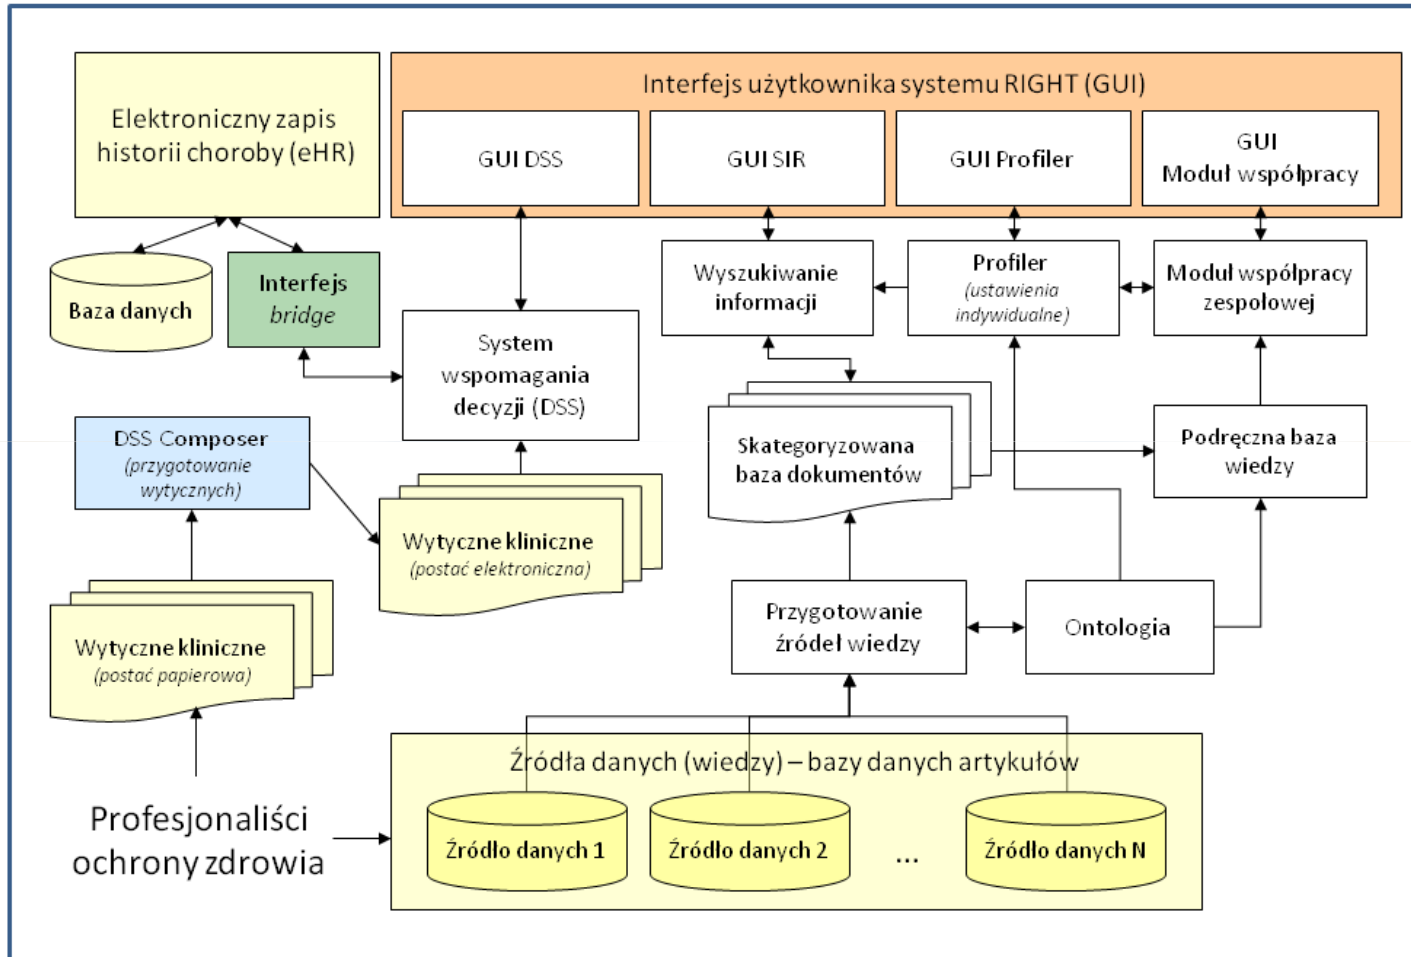 Interfejs użytkownika systemu RIGHT (GUI)
Elektroniczny zapis
historii choroby (eHR)
GUI DSS
GUI SIR
GUI Profiler
GUI
Moduł współpracy
Baza danych
Interfejs
bridge
System
wspomagania
decyzji (DSS)
Wyszukiwanie
informacji
Profiler
(ustawienia
indywidualne)
Moduł współpracy
zespołowej
DSS Composer
(przygotowanie
wytycznych)
Wytyczne kliniczne
(postać elektroniczna)
Skategoryzowana
baza dokumentów
Podręczna baza
wiedzy
Wytyczne kliniczne
(postać papierowa)
Przygotowanie
źródeł wiedzy
Ontologia
Profesjonaliści
ochrony zdrowia
Źródła danych (wiedzy) – bazy danych artykułów
Źródło danych 1
Źródło danych 2
...
Źródło danych N